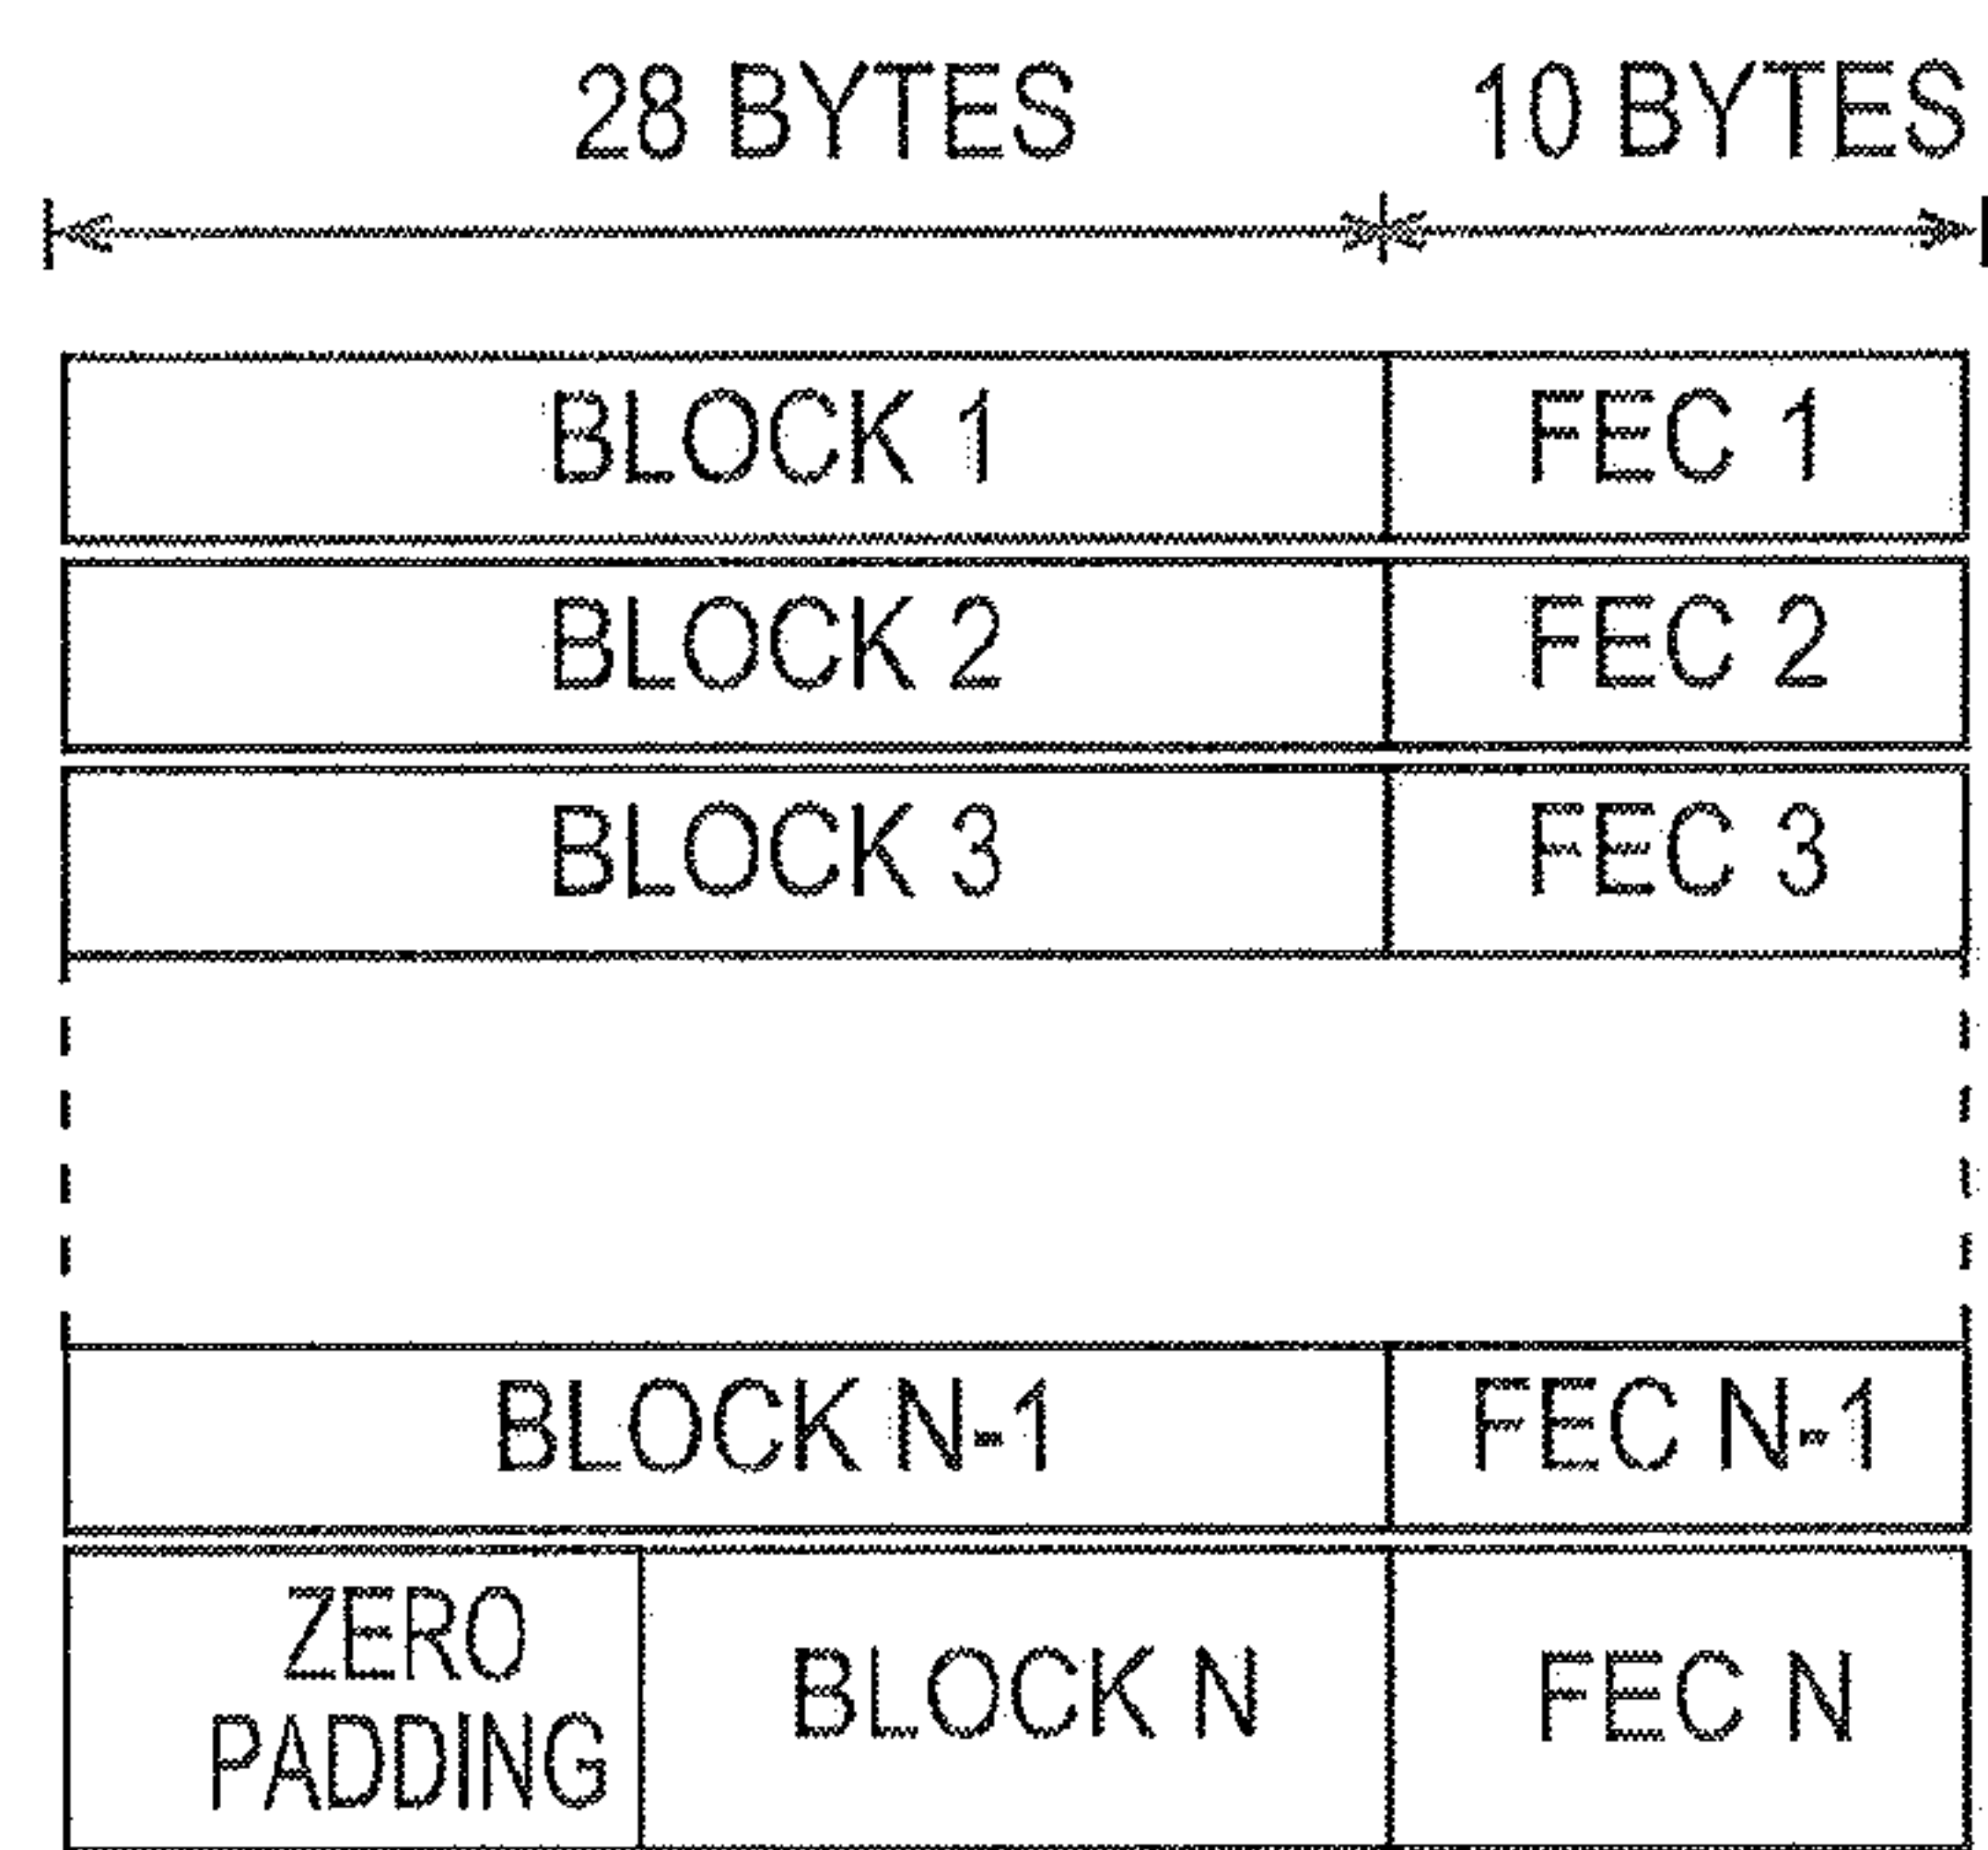 28 BYTES 10 BYTES
BLOCK 1 FEC 1
BLOCK 2 FEC 2
BLOCK 3 FEC 3
BLOCK N-1 FEC N-1
ZERO
PADDING
BLOCK N FEC N